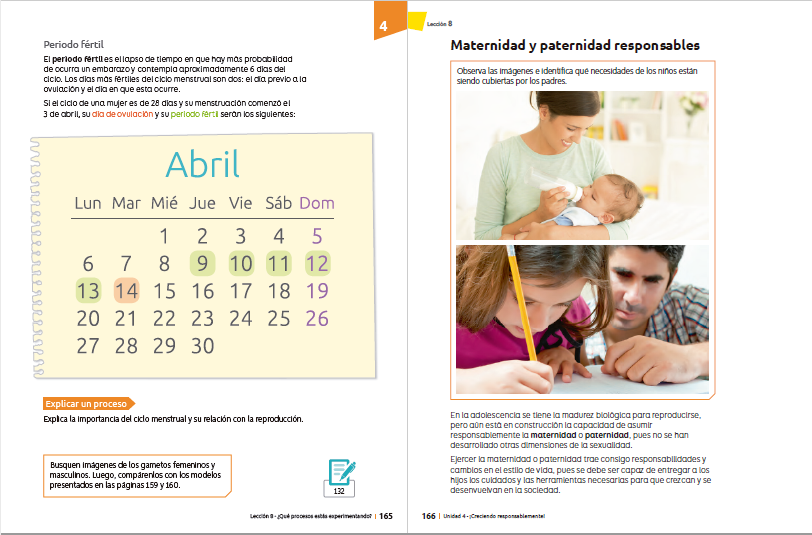 Periodo fértil
El periodo fértil es el lapso de tiempo en que hay más probabilidad
de ocurra un embarazo y contempla aproximadamente 6 días del
ciclo. Los días más fértiles del ciclo menstrual son dos: el día previo a la
ovulación y el día en que esta ocurre.
Si el ciclo de una mujer es de 28 días y su menstruación comenzó el
3 de abril, su día de ovulación y su periodo fértil serán los siguientes:
Abril
Lun Mar Mié Jue Vie Sáb Dom
1 2 3 4 5
6 7 8 9 10 11 12
13 14 15 16 17 18 19
20 21 22 23 24 25 26
27 28 29 30
Explicar un proceso
Explica la importancia del ciclo menstrual y su relación con la reproducción.
Busquen imágenes de los gametos femeninos y
masculinos. Luego, compárenlos con los modelos
presentados en las páginas 159 y 160.
132
Lección 8 - ¿Qué procesos estás experimentando? | 165
4
Lección 8
Maternidad y paternidad responsables
Observa las imágenes e identifica qué necesidades de los niños están
siendo cubiertas por los padres.
En la adolescencia se tiene la madurez biológica para reproducirse,
pero aún está en construcción la capacidad de asumir
responsablemente la maternidad o paternidad, pues no se han
desarrollado otras dimensiones de la sexualidad.
Ejercer la maternidad o paternidad trae consigo responsabilidades y
cambios en el estilo de vida, pues se debe ser capaz de entregar a los
hijos los cuidados y las herramientas necesarias para que crezcan y se
desenvuelvan en la sociedad.
166 | Unidad 4 - ¡Creciendo responsablemente!